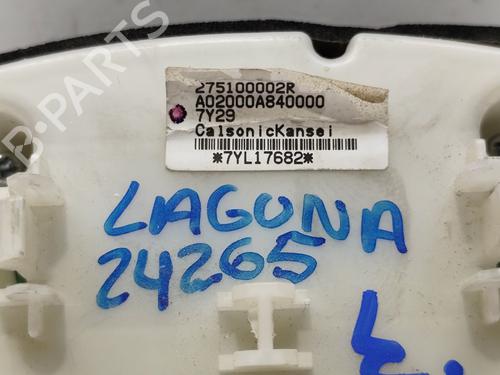 275100002R
A02000A840000
7Y29
CalsonicKansei
*7YL17682*
LAGUNA
24265
B-Parts